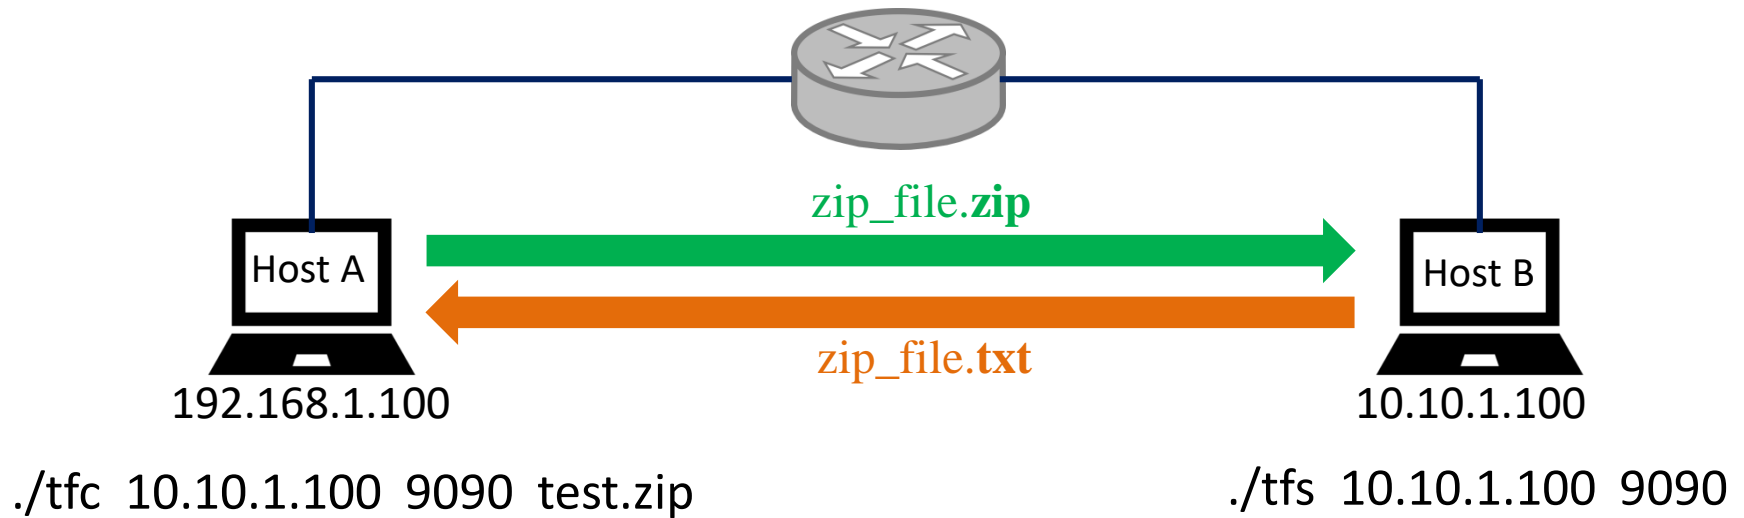 zip_file.zip
Host A
Host B
zip_file.txt
192.168.1.100
10.10.1.100
./tfc 10.10.1.100 9090 test.zip
./tfs 10.10.1.100 9090